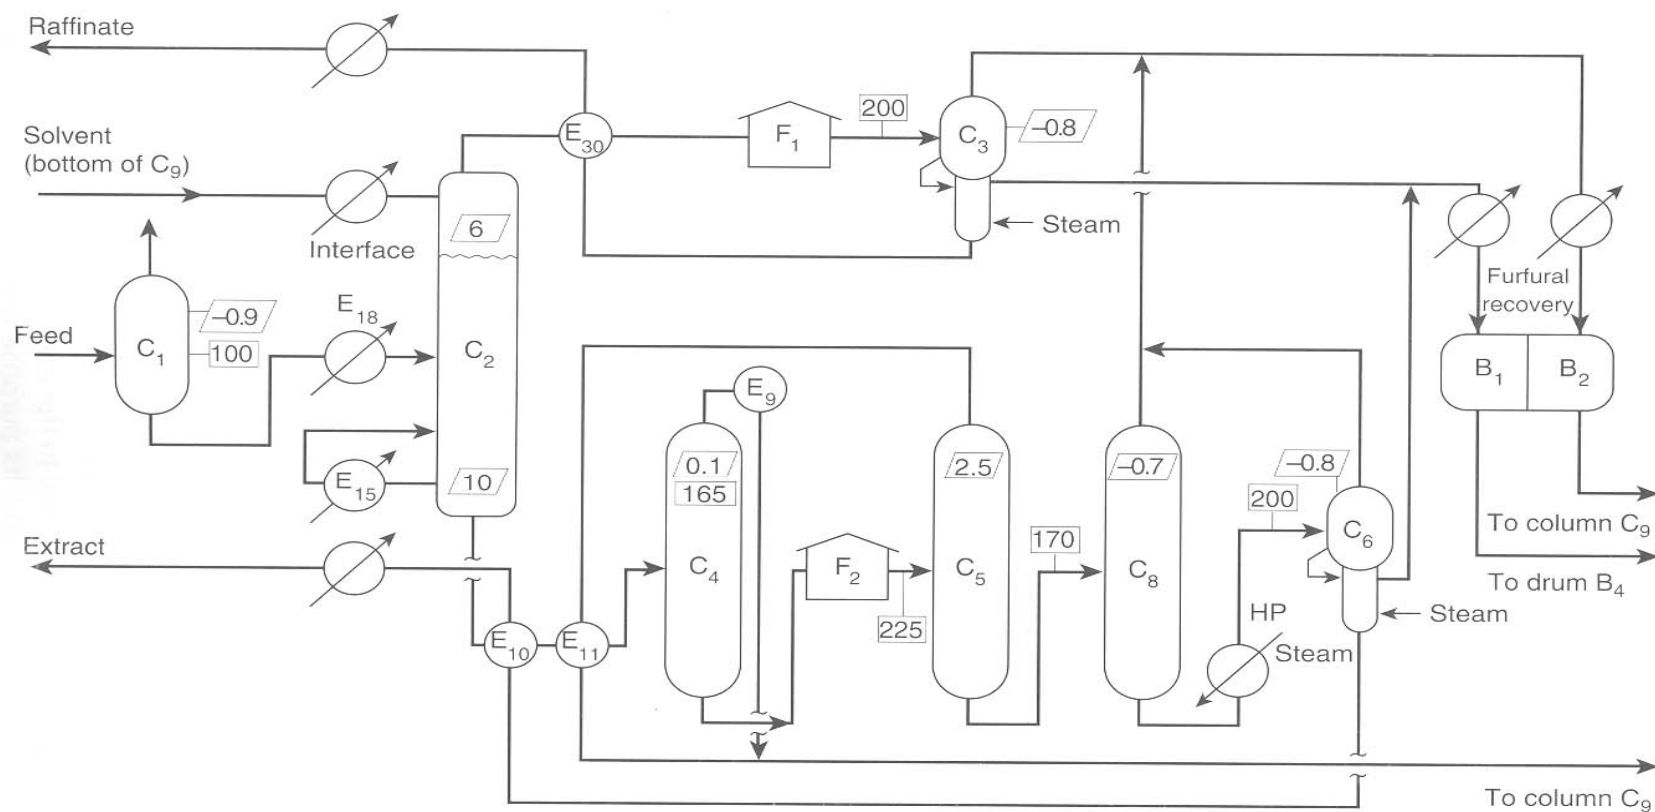 Raffinate
Solvent
(bottom of C9)
Interface
Feed
C1
–0.9
100
E18
E15
Extract
E30
F1
200
C3
–0.8
Steam
6
C2
10
E10
E11
E9
0.1
165
C4
F2
225
2.5
C5
170
–0.7
C8
HP
Steam
200
–0.8
C6
Steam
Furfural
recovery
B1
B2
To column C9
To drum B4
To column C9